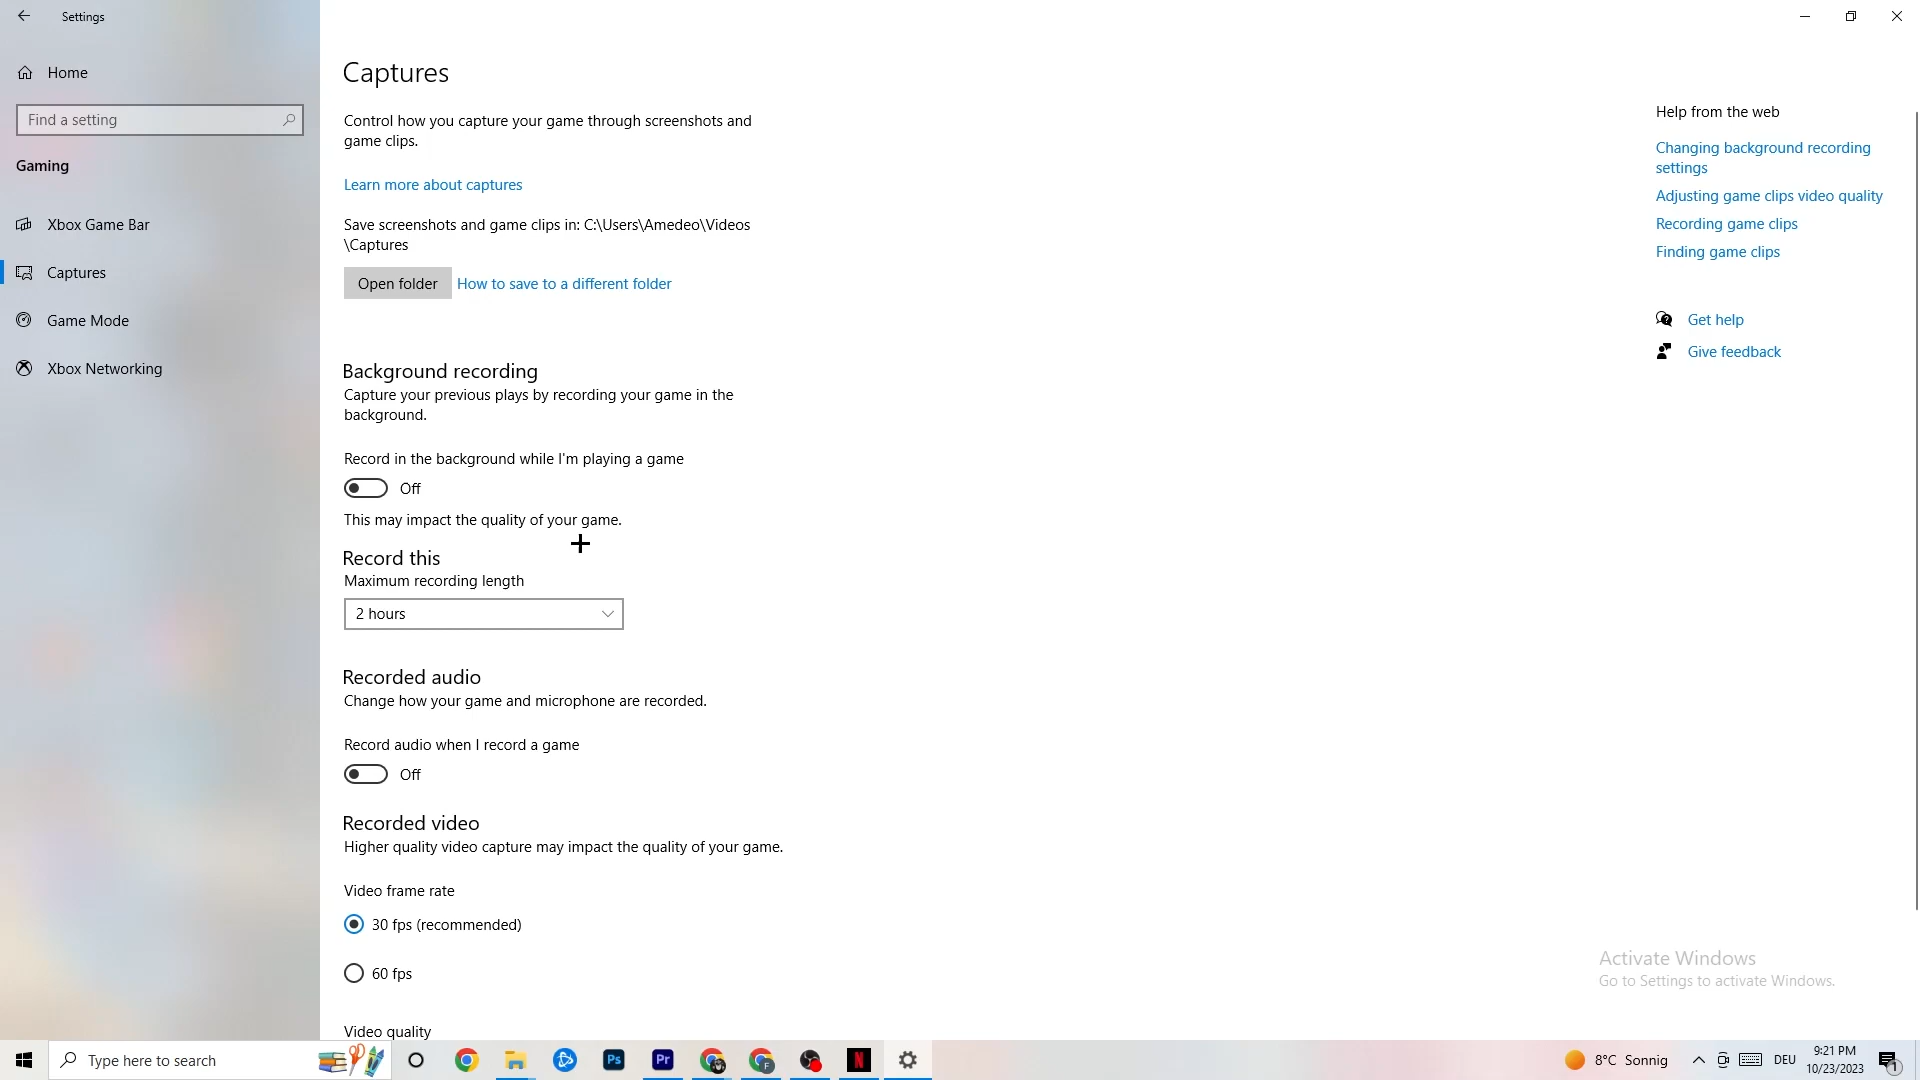 Settings
Home
Find a setting
Gaming
Xbox Game Bar
Captures
Game Mode
Xbox Networking
Captures
Control how you capture your game through screenshots and
game clips.
Learn more about captures
Save screenshots and game clips in: C:\Users\Amedeo\Videos
\Captures
Open folder
How to save to a different folder
Background recording
Capture your previous plays by recording your game in the
background.
Record in the background while I'm playing a game
Off
This may impact the quality of your game.
Record this
Maximum recording length
2 hours
Recorded audio
Change how your game and microphone are recorded.
Record audio when I record a game
Off
Recorded video
Higher quality video capture may impact the quality of your game.
Video frame rate
30 fps (recommended)
60 fps
Video quality
Help from the web
Changing background recording
settings
Adjusting game clips video quality
Recording game clips
Finding game clips
Get help
Give feedback
Activate Windows
Go to Settings to activate Windows.
Type here to search
Ps
Pr
F
N
8°C Sonnig
DEU
9:21 PM
10/23/2023
1